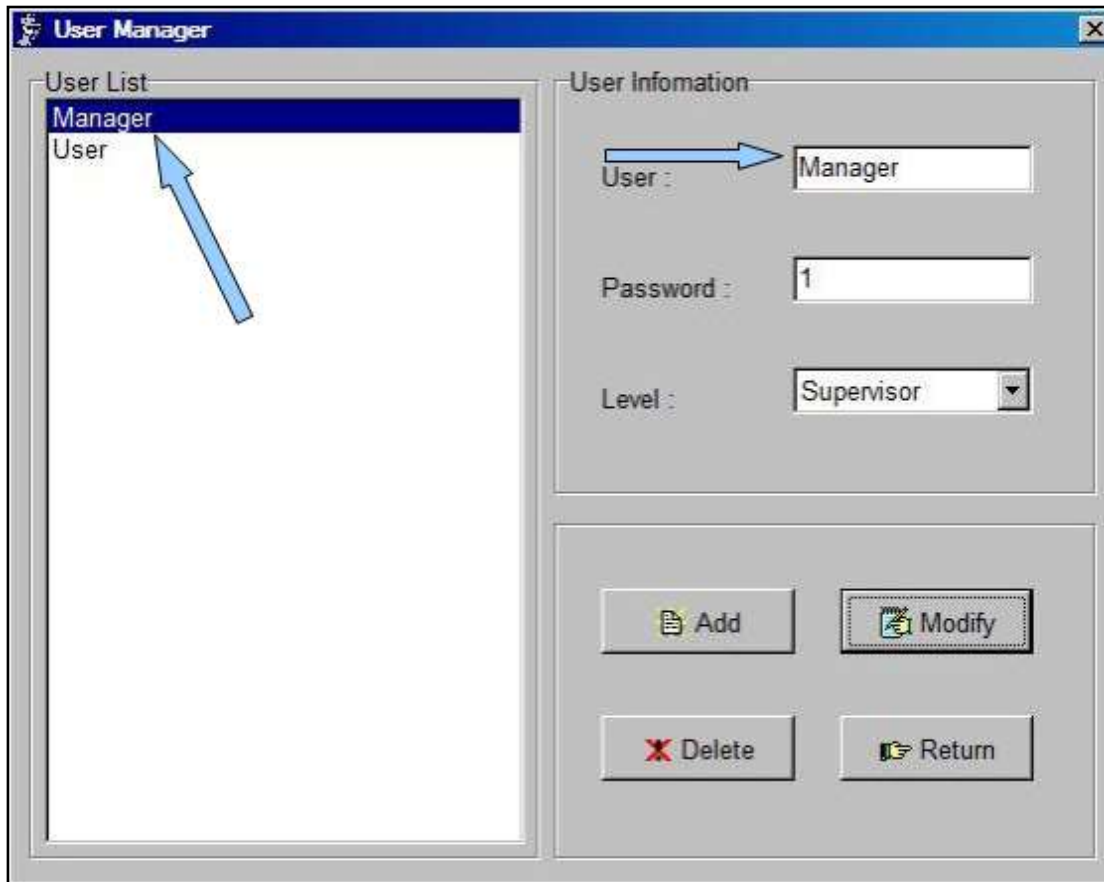 User Manager
User List
Manager
User
User Infomation
User :
Manager
Password :
1
Level :
Supervisor
Add
Modify
Delete
Return